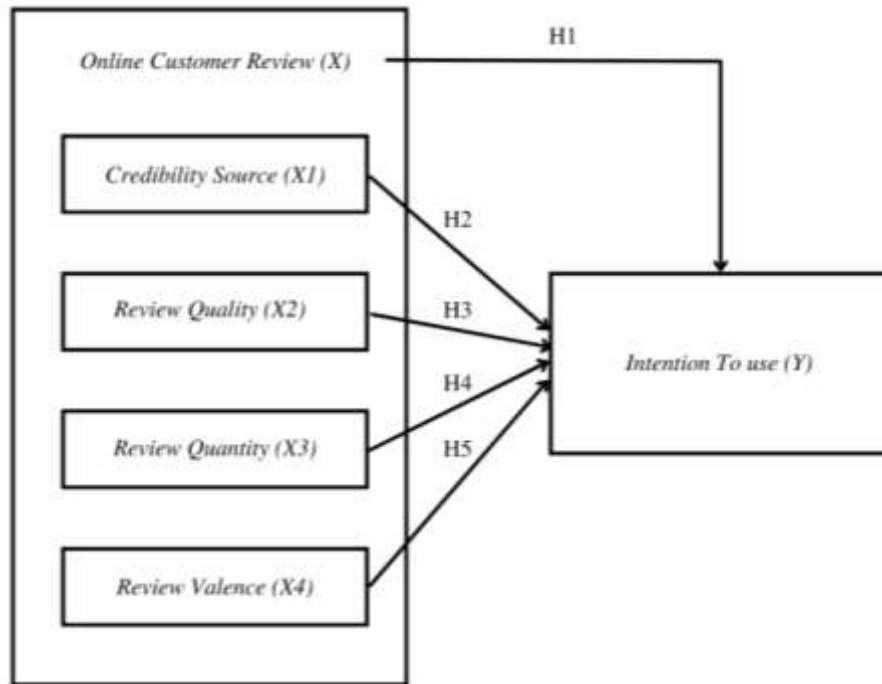 Online Customer Review (X)
H1
Credibility Source (X1)
H2
Review Quality (X2)
H3
Intention To use (Y)
H4
Review Quantity (X3)
H5
Review Valence (X4)